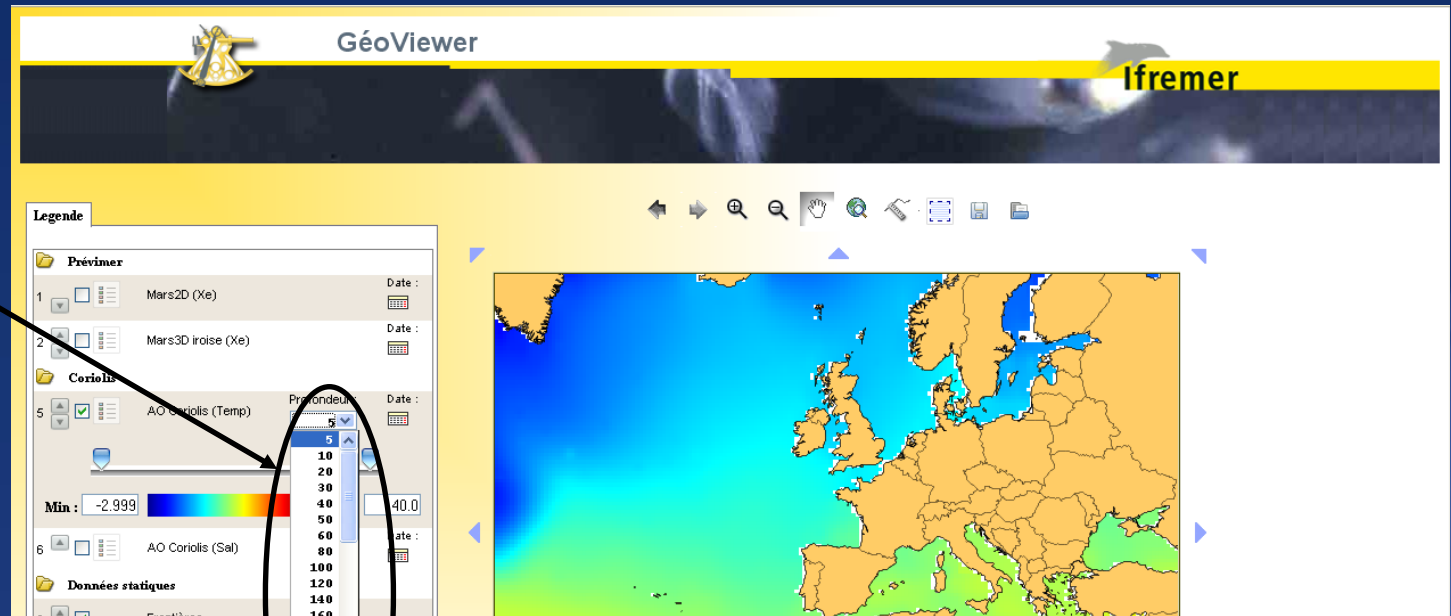 GéoViewer
Ifremer
Legende
Prévimer
1 Mars2D (Xe) Date :
2 Mars3D iroise (Xe) Date :
Coriolis
5 AO Coriolis (Temp) Profondeur : Date :
5
5
10
20
30
40
50
60
80
100
120
140
160
Min : -2.999 40.0
6 AO Coriolis (Sal) Date :
Données statiques
Frontières